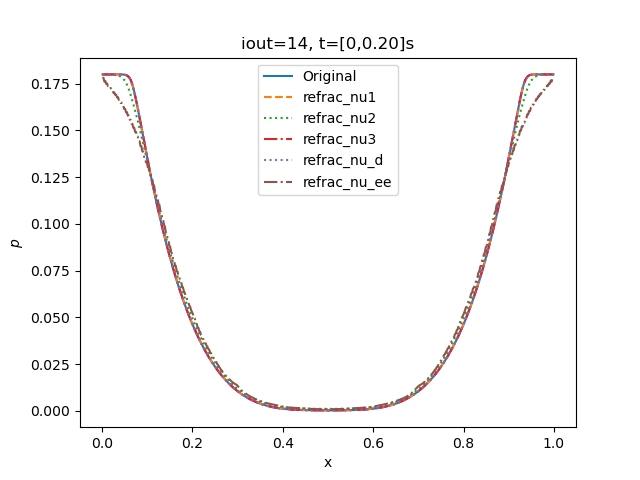 iout=14, t=[0,0.20]s
Original
refrac_nu1
refrac_nu2
refrac_nu3
refrac_nu_d
refrac_nu_ee
0.175
0.150
0.125
0.100
0.075
0.050
0.025
0.000
p
0.0 0.2 0.4 0.6 0.8 1.0
x